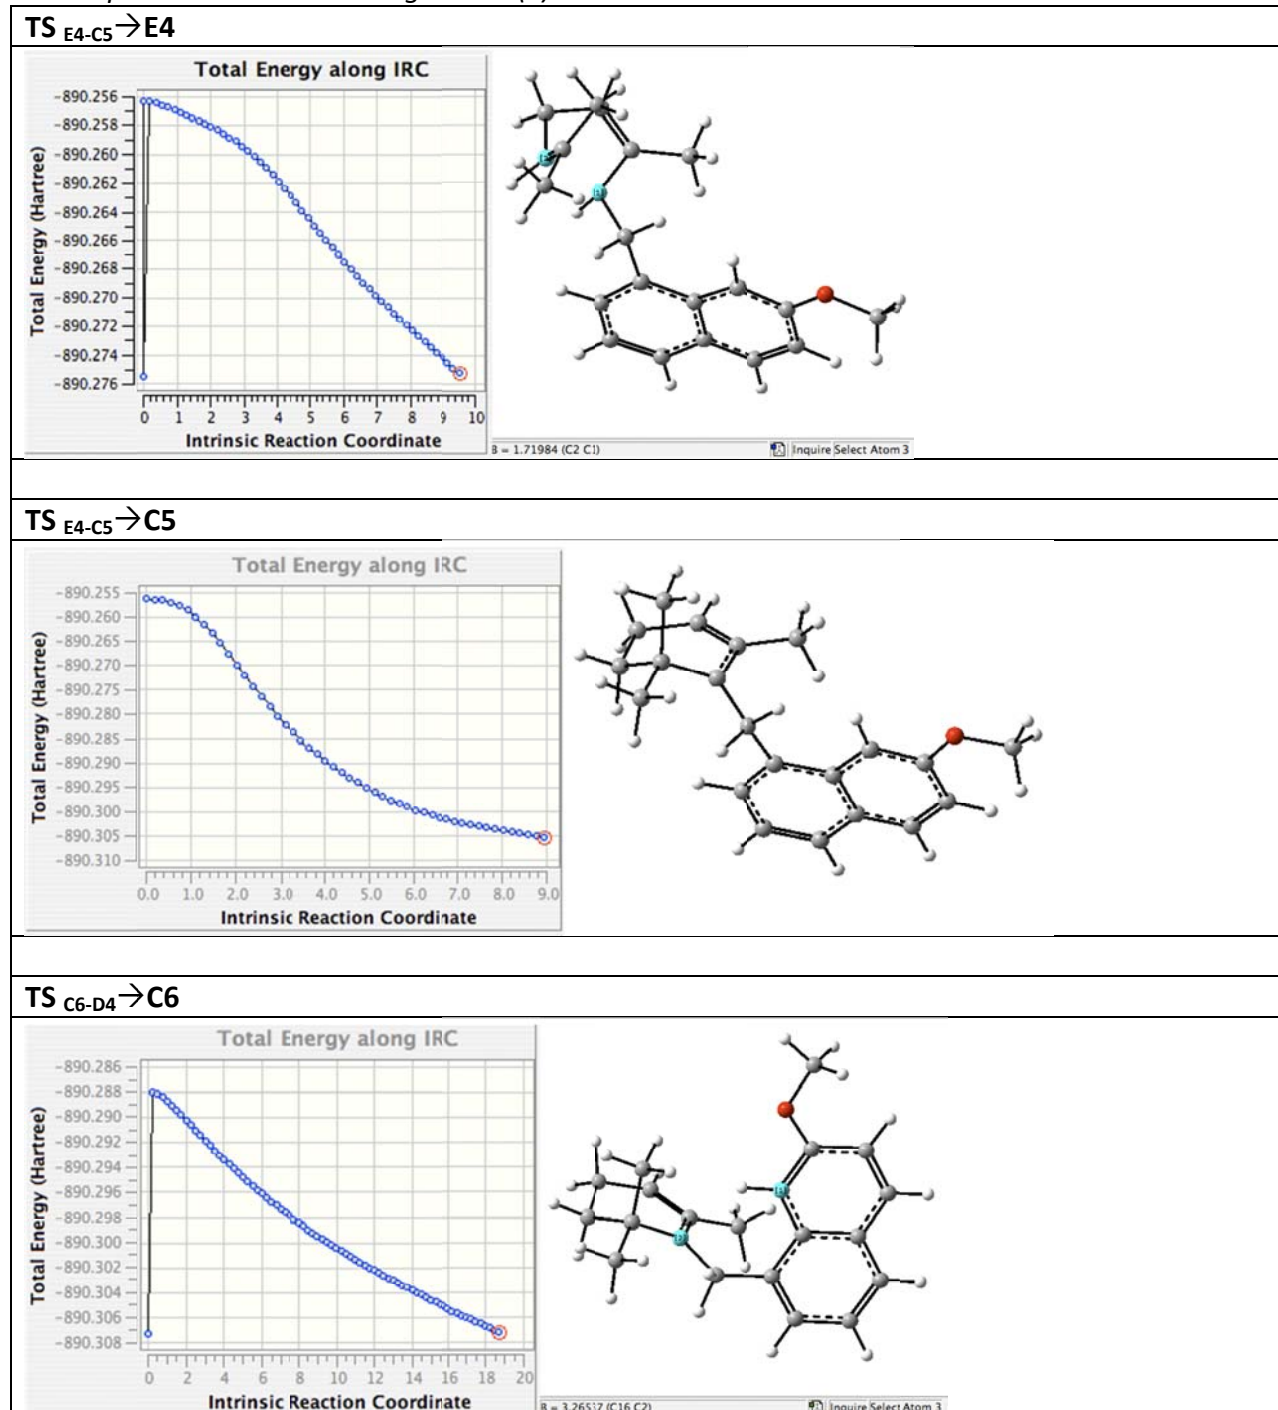 TS E4-C5→E4
Total Energy along IRC
Total Energy (Hartree)
-890.256
-890.258
-890.260
-890.262
-890.264
-890.266
-890.268
-890.270
-890.272
-890.274
-890.276
0 1 2 3 4 5 6 7 8 9 10
Intrinsic Reaction Coordinate
= 1.71984 (C2 C1)
Inquire Select Atom 3
TS E4-C5→C5
Total Energy along IRC
Total Energy (Hartree)
-890.255
-890.260
-890.265
-890.270
-890.275
-890.280
-890.285
-890.290
-890.295
-890.300
-890.305
-890.310
0.0 1.0 2.0 3.0 4.0 5.0 6.0 7.0 8.0 9.0
Intrinsic Reaction Coordinate
TS C6-D4→C6
Total Energy along IRC
Total Energy (Hartree)
-890.286
-890.288
-890.290
-890.292
-890.294
-890.296
-890.298
-890.300
-890.302
-890.304
-890.306
-890.308
0 2 4 6 8 10 12 14 16 18 20
Intrinsic Reaction Coordinate
= 3.26517 (C16 C2)
Inquire Select Atom 3